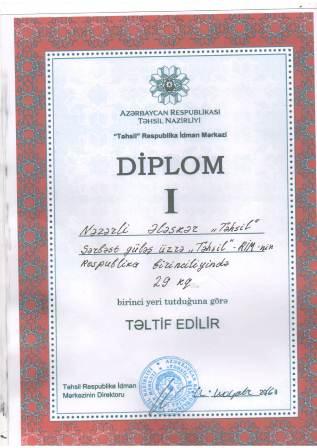 AZƏRBAYCAN RESPUBLİKASI
TƏHSİL NAZİRLİYİ
"Təhsil" Respublika İdman Mərkəzi
DİPLOM
I
Nəzərli Ələskər „Təhsil"
Sərbəst güləş üzrə „Təhsil"-RİM-nin
Respublika birinciliyində
29 kq
birinci yeri tutduğuna görə
TƏLTİF EDİLİR
Təhsil Respublika İdman
Mərkəzinin Direktoru